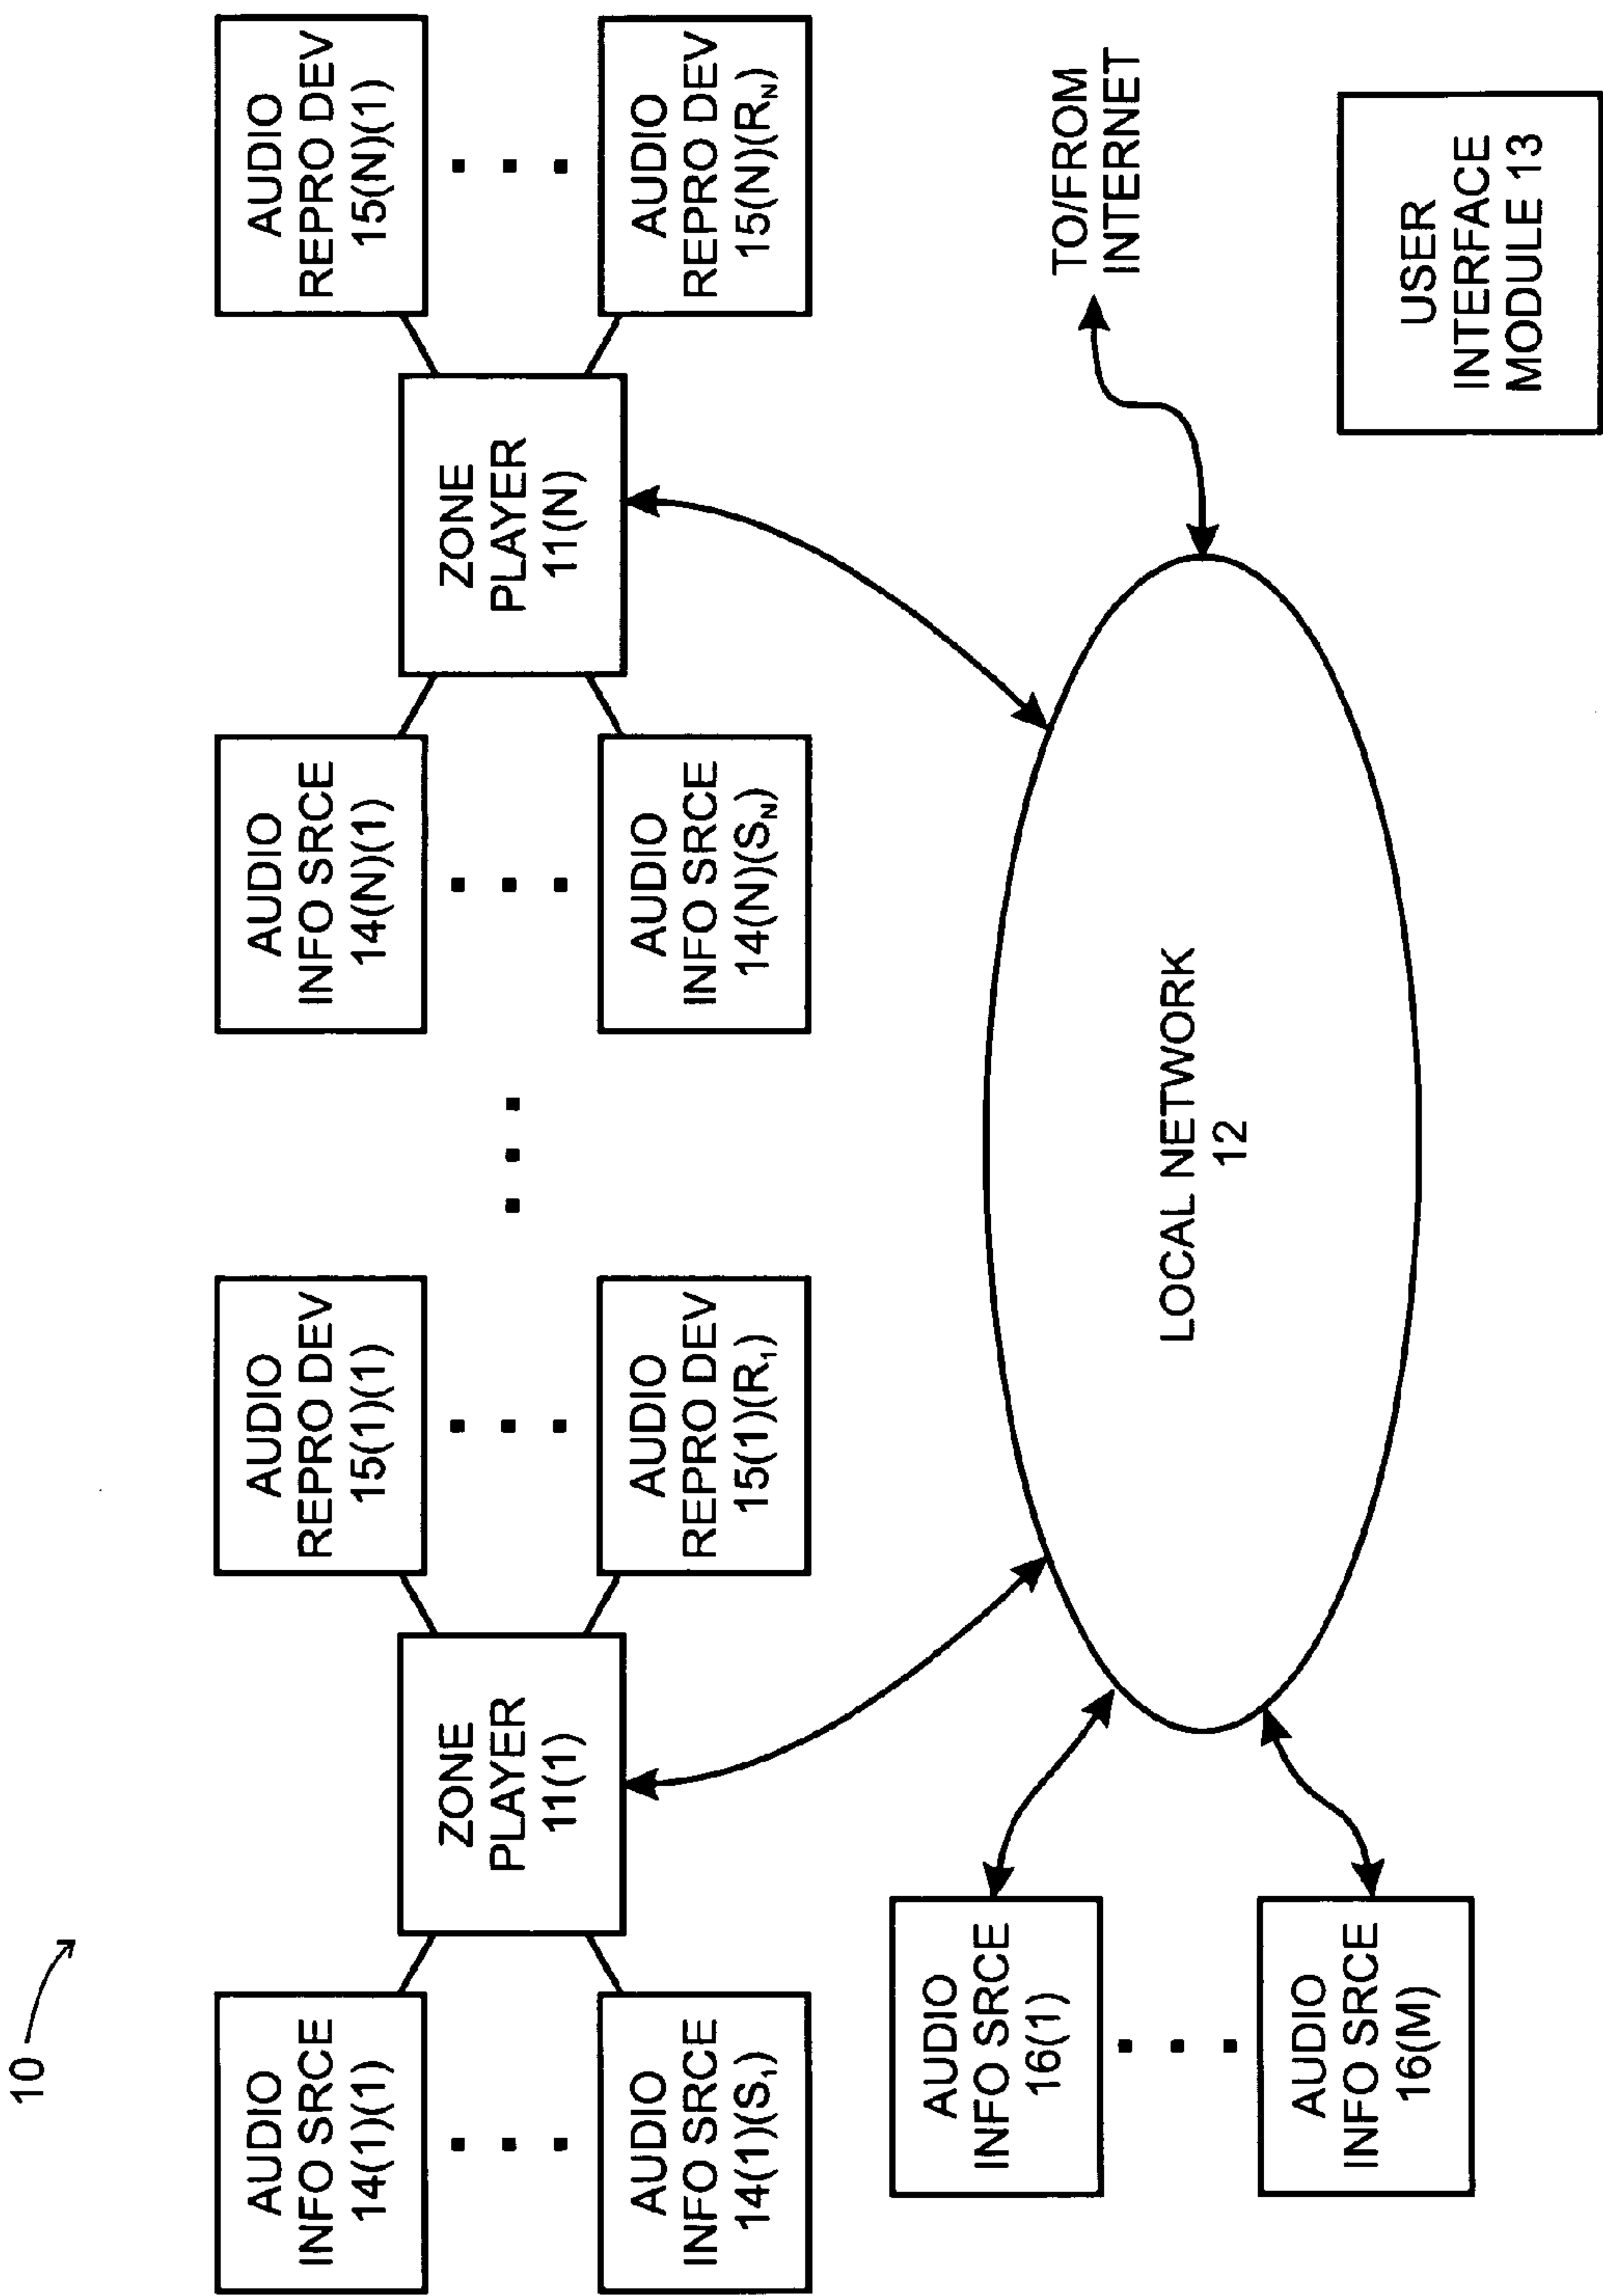 10
AUDIO
INFO SRCE
14(1)(1)
AUDIO
INFO SRCE
14(1)(S₁)
ZONE
PLAYER
11(1)
AUDIO
REPRO DEV
15(1)(1)
AUDIO
REPRO DEV
15(1)(R₁)
AUDIO
INFO SRCE
14(N)(1)
AUDIO
INFO SRCE
14(N)(S_N)
ZONE
PLAYER
11(N)
AUDIO
REPRO DEV
15(N)(1)
AUDIO
REPRO DEV
15(N)(R_N)
AUDIO
INFO SRCE
16(1)
AUDIO
INFO SRCE
16(M)
LOCAL NETWORK
12
TO/FROM
INTERNET
USER
INTERFACE
MODULE 13